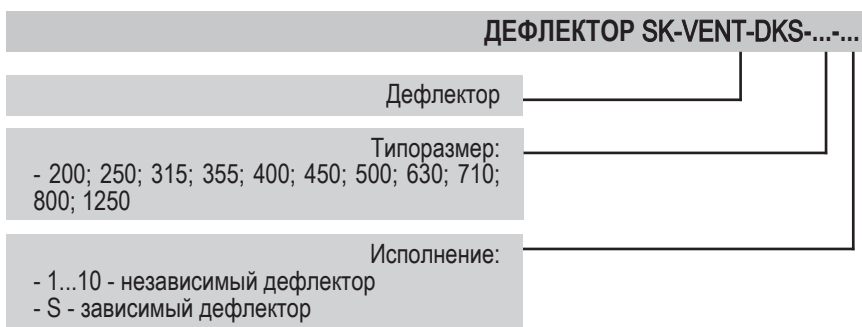 ДЕФЛЕКТОР SK-VENT-DKS-...-...
Дефлектор
Типоразмер:
- 200; 250; 315; 355; 400; 450; 500; 630; 710;
800; 1250
Исполнение:
- 1...10 - независимый дефлектор
- S - зависимый дефлектор